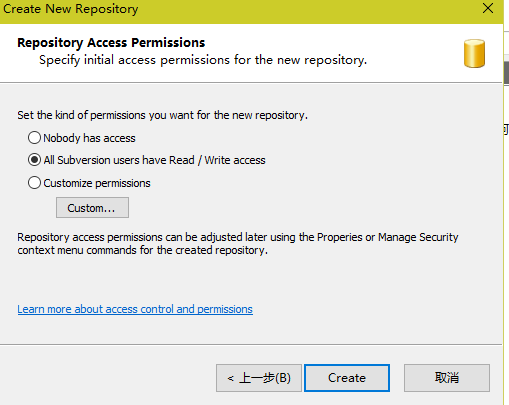 Create New Repository
Repository Access Permissions
Specify initial access permissions for the new repository.
Set the kind of permissions you want for the new repository.
Nobody has access
All Subversion users have Read / Write access
Customize permissions
Custom...
Repository access permissions can be adjusted later using the Properies or Manage Security
context menu commands for the created repository.
Learn more about access control and permissions
< 上一步(B)
Create
取消